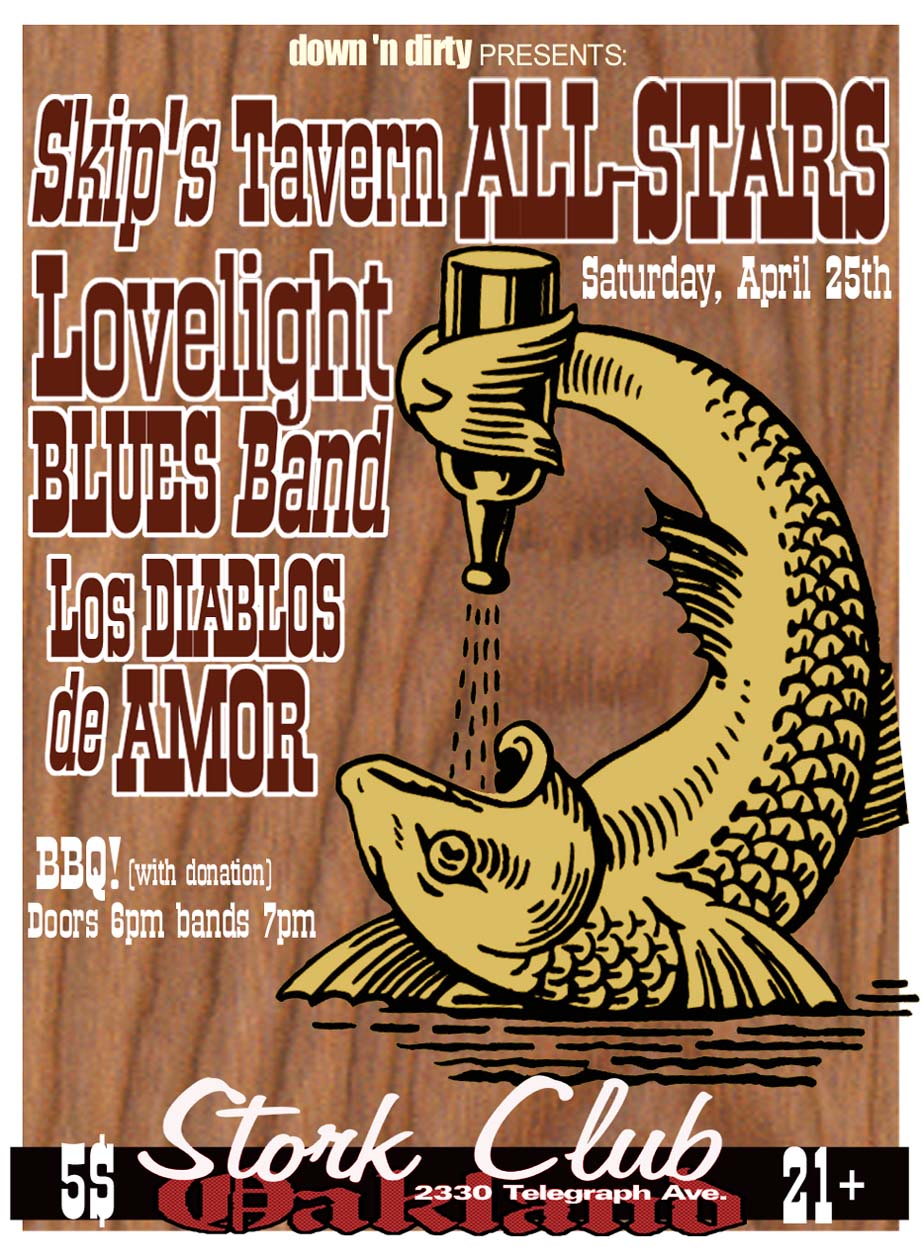 down 'n dirty PRESENTS:
Skip's Tavern ALL-STARS
Saturday, April 25th
Lovelight
BLUES Band
Los DIABLOS
de AMOR
BBQ! (with donation)
Doors 6pm bands 7pm
Stork Club
5$ 2330 Telegraph Ave. 21+
Oakland